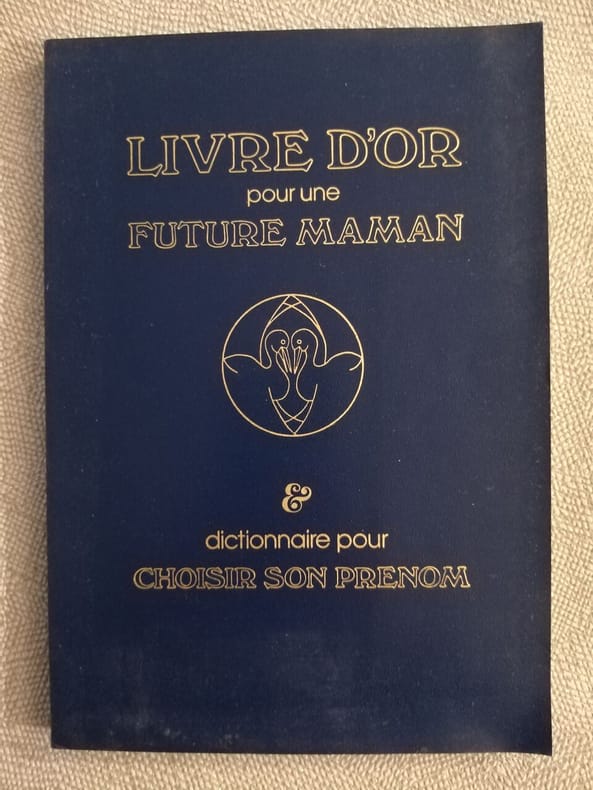 LIVRE D'OR
pour une
FUTURE MAMAN
&
dictionnaire pour
CHOISIR SON PRENOM